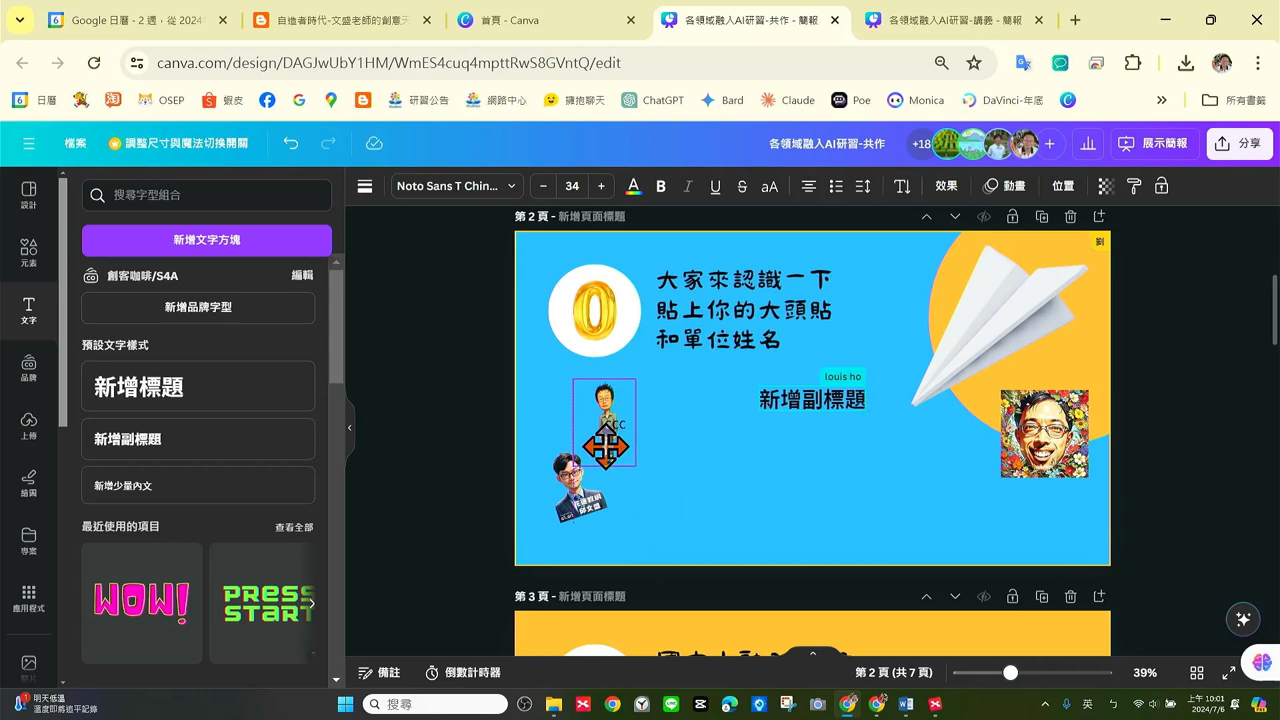 Google 日曆 - 2 週，從 2024
自造者時代-文盛老師的創意天
首頁 - Canva
各領域融入AI研習-共作 - 簡報
各領域融入AI研習-講義 - 簡報
canva.com/design/DAGJwUbY1HM/WmES4cuq4mpttRwS8GVntQ/edit
日曆
淘
OSEP
蝦皮
研習公告
網路中心
擁抱聊天
ChatGPT
Bard
Claude
Poe
Monica
DaVinci-年底
所有書籤
檔案
調整尺寸與魔法切換開關
各領域融入AI研習-共作
+18
展示簡報
分享
設計
元素
文字
品牌
上傳
繪圖
專案
應用程式
搜尋字型組合
新增文字方塊
創客咖啡/S4A
編輯
新增品牌字型
預設文字樣式
新增標題
新增副標題
新增少量內文
最近使用的項目
查看全部
WOW!
PRESS
START
Noto Sans T Chin...
34
B
I
U
S
aA
效果
動畫
位置
第 2 頁 - 新增頁面標題
0
大家來認識一下
貼上你的大頭貼
和單位姓名
劉
louis ho
新增副標題
第 3 頁 - 新增頁面標題
備註
倒數計時器
第 2 頁 (共 7 頁)
39%
明天低溫
溫度即將追平記錄
搜尋
英
上午 10:01
2024/7/6